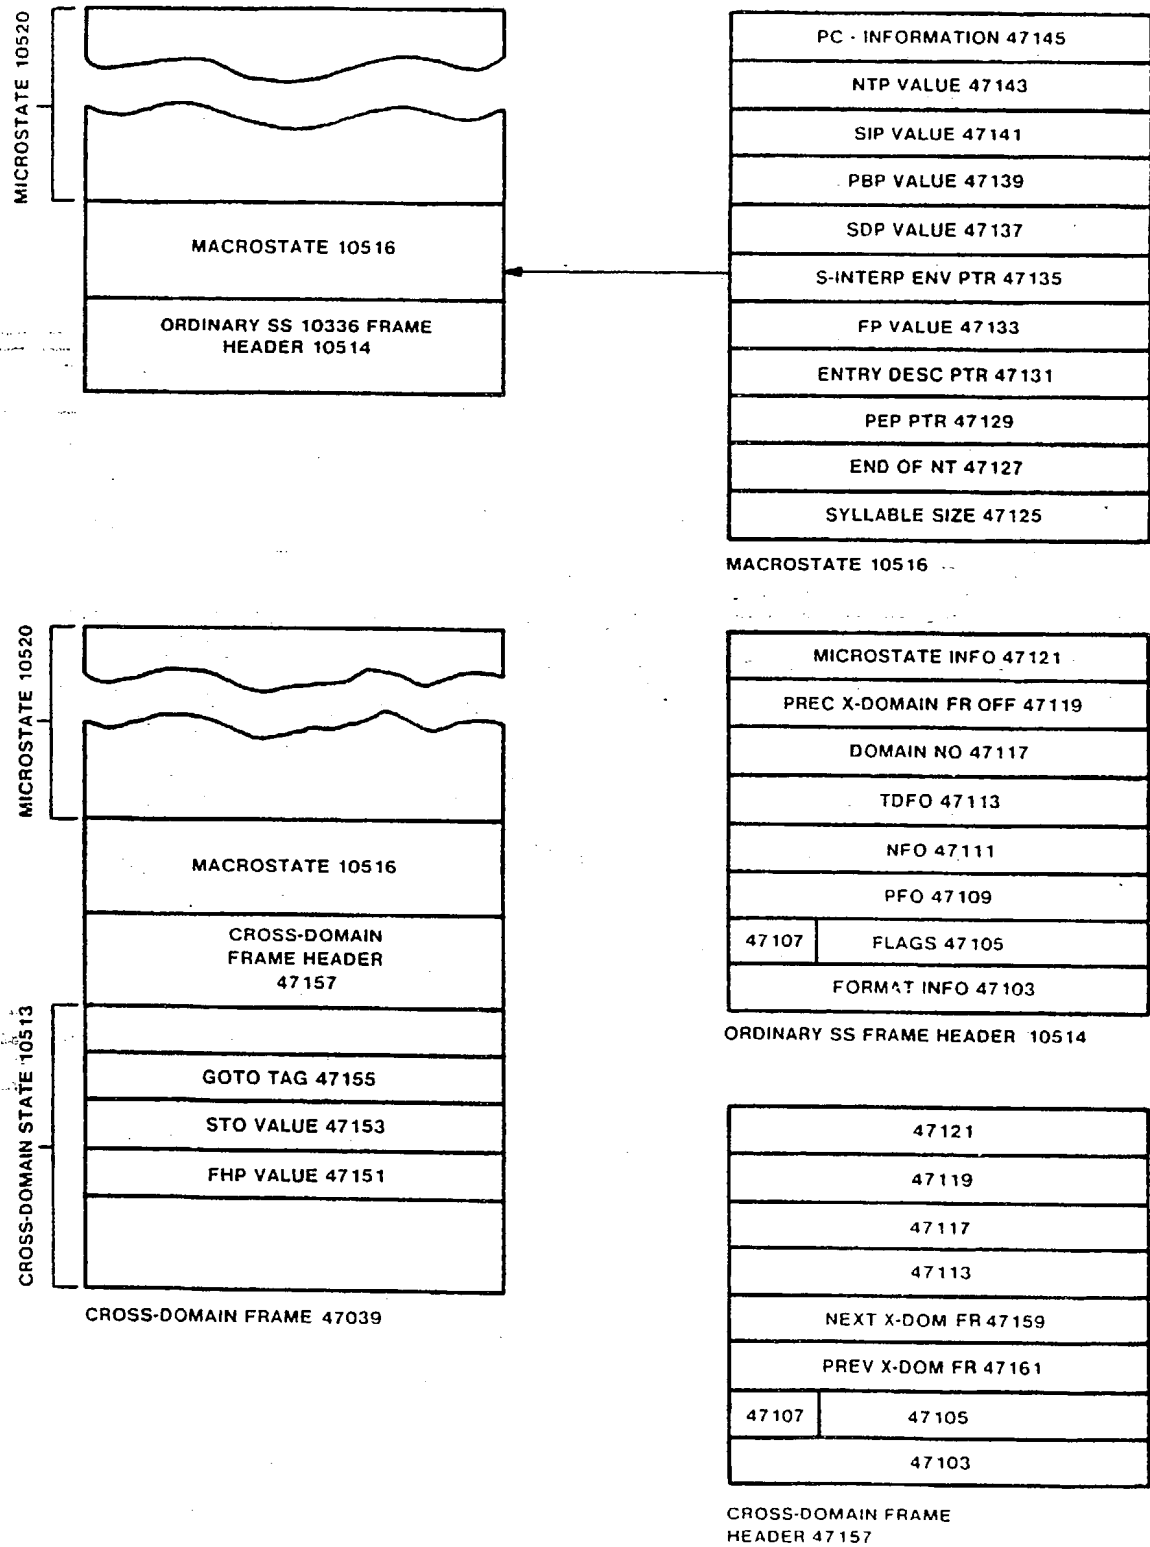 MICROSTATE 10520
MACROSTATE 10516
ORDINARY SS 10336 FRAME
HEADER 10514
PC - INFORMATION 47145
NTP VALUE 47143
SIP VALUE 47141
PBP VALUE 47139
SDP VALUE 47137
S-INTERP ENV PTR 47135
FP VALUE 47133
ENTRY DESC PTR 47131
PEP PTR 47129
END OF NT 47127
SYLLABLE SIZE 47125
MACROSTATE 10516
MICROSTATE 10520
MACROSTATE 10516
CROSS-DOMAIN
FRAME HEADER
47157
CROSS-DOMAIN STATE 10513
GOTO TAG 47155
STO VALUE 47153
FHP VALUE 47151
CROSS-DOMAIN FRAME 47039
MICROSTATE INFO 47121
PREC X-DOMAIN FR OFF 47119
DOMAIN NO 47117
TDFO 47113
NFO 47111
PFO 47109
47107 FLAGS 47105
FORMAT INFO 47103
ORDINARY SS FRAME HEADER 10514
47121
47119
47117
47113
NEXT X-DOM FR 47159
PREV X-DOM FR 47161
47107 47105
47103
CROSS-DOMAIN FRAME
HEADER 47157